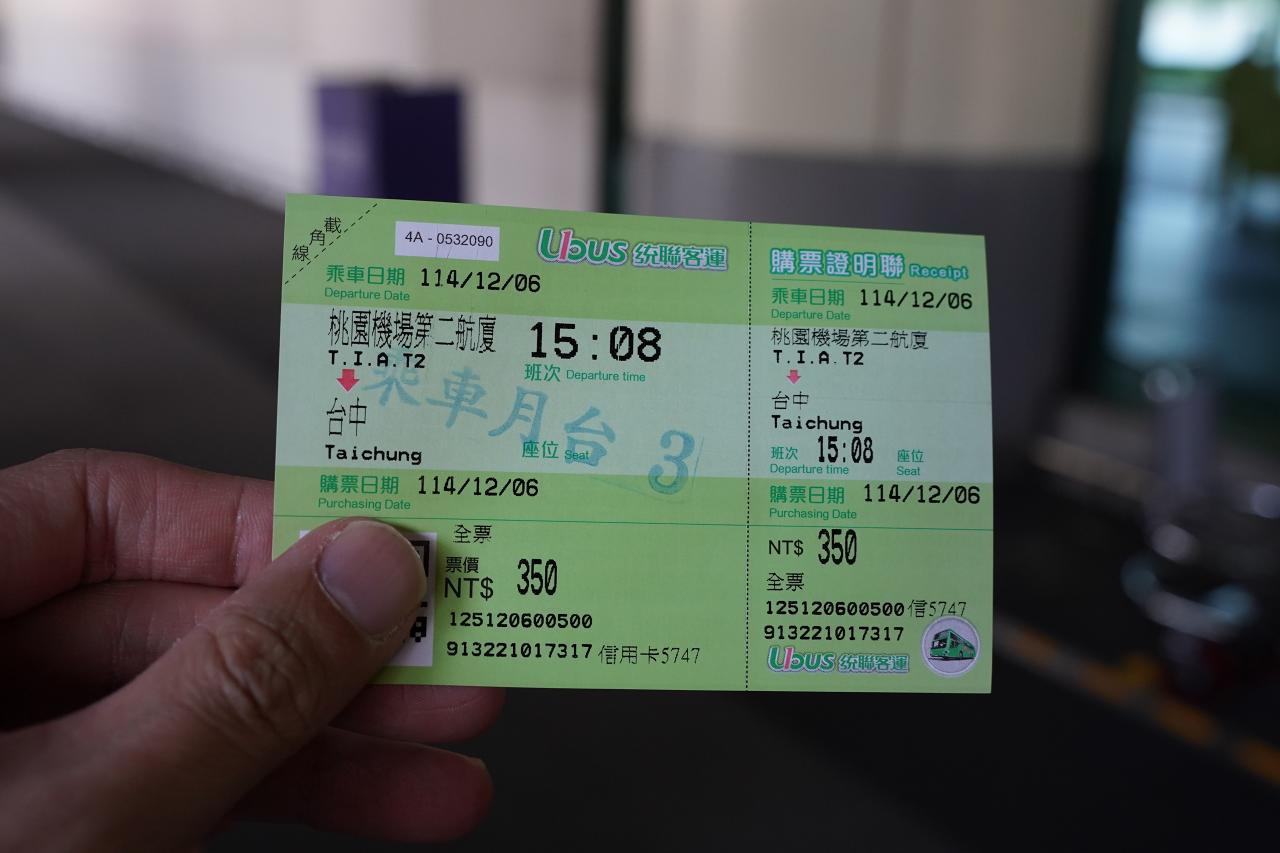 截角線
4A - 0532090
Ubus 統聯客運
乘車日期 114/12/06
Departure Date
桃園機場第二航廈
T.I.A.T2
15:08
班次 Departure time
台中
Taichung
乘車月台 3
座位 Seat
購票日期 114/12/06
Purchasing Date
全票
票價
NT$ 350
125120600500
913221017317 信用卡5747
購票證明聯 Receipt
乘車日期 114/12/06
Departure Date
桃園機場第二航廈
T.I.A.T2
台中
Taichung
班次 15:08 座位
Departure time Seat
購票日期 114/12/06
Purchasing Date
NT$ 350
全票
125120600500 信5747
913221017317
Ubus 統聯客運